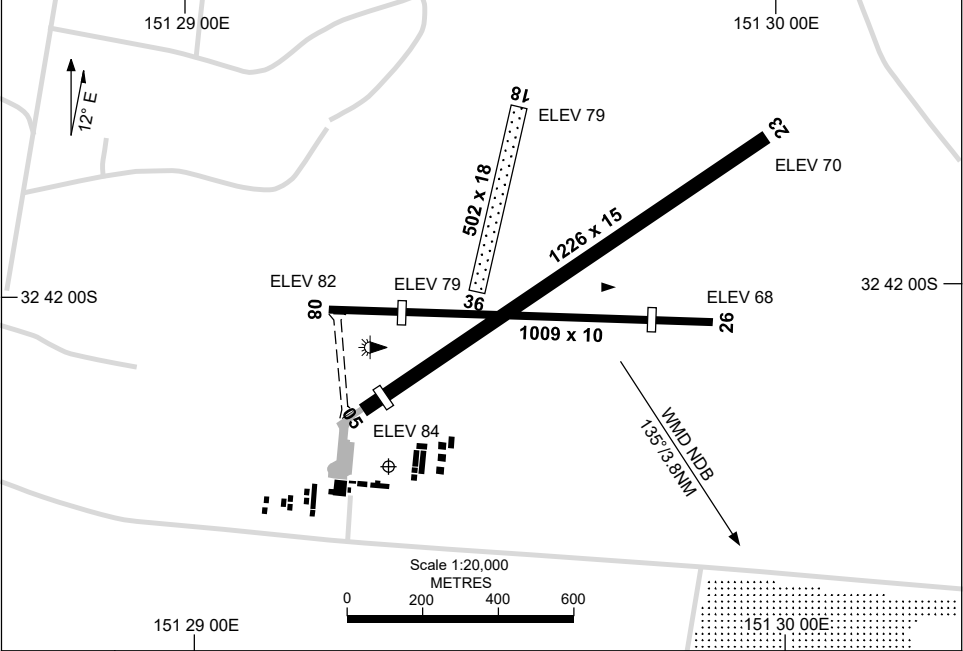 151 29 00E
151 30 00E
12° E
18
ELEV 79
23
ELEV 70
502 x 18
1226 x 15
ELEV 82
ELEV 79
32 42 00S
32 42 00S
08
36
ELEV 68
26
1009 x 10
05
ELEV 84
WMD NDB
135°/3.8NM
Scale 1:20,000
METRES
0 200 400 600
151 29 00E
151 30 00E